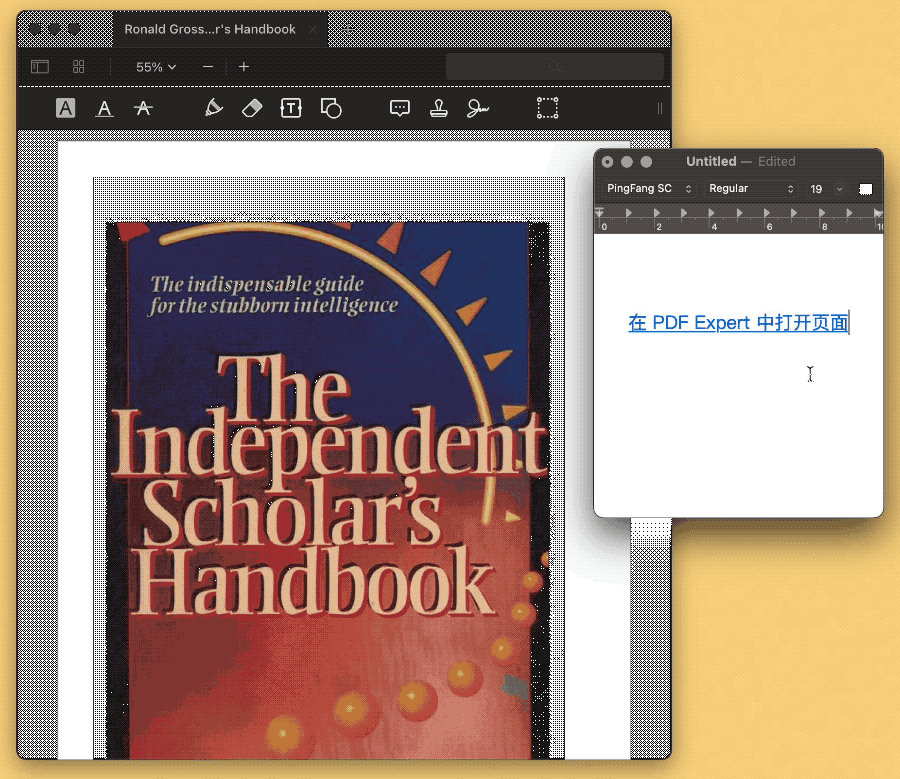 Ronald Gross...r's Handbook
55%
A
A
A
T
The indispensable guide
for the stubborn intelligence
The
Independent
Scholar's
Handbook
Untitled — Edited
PingFang SC
Regular
19
0 2 4 6 8 10
在 PDF Expert 中打开页面